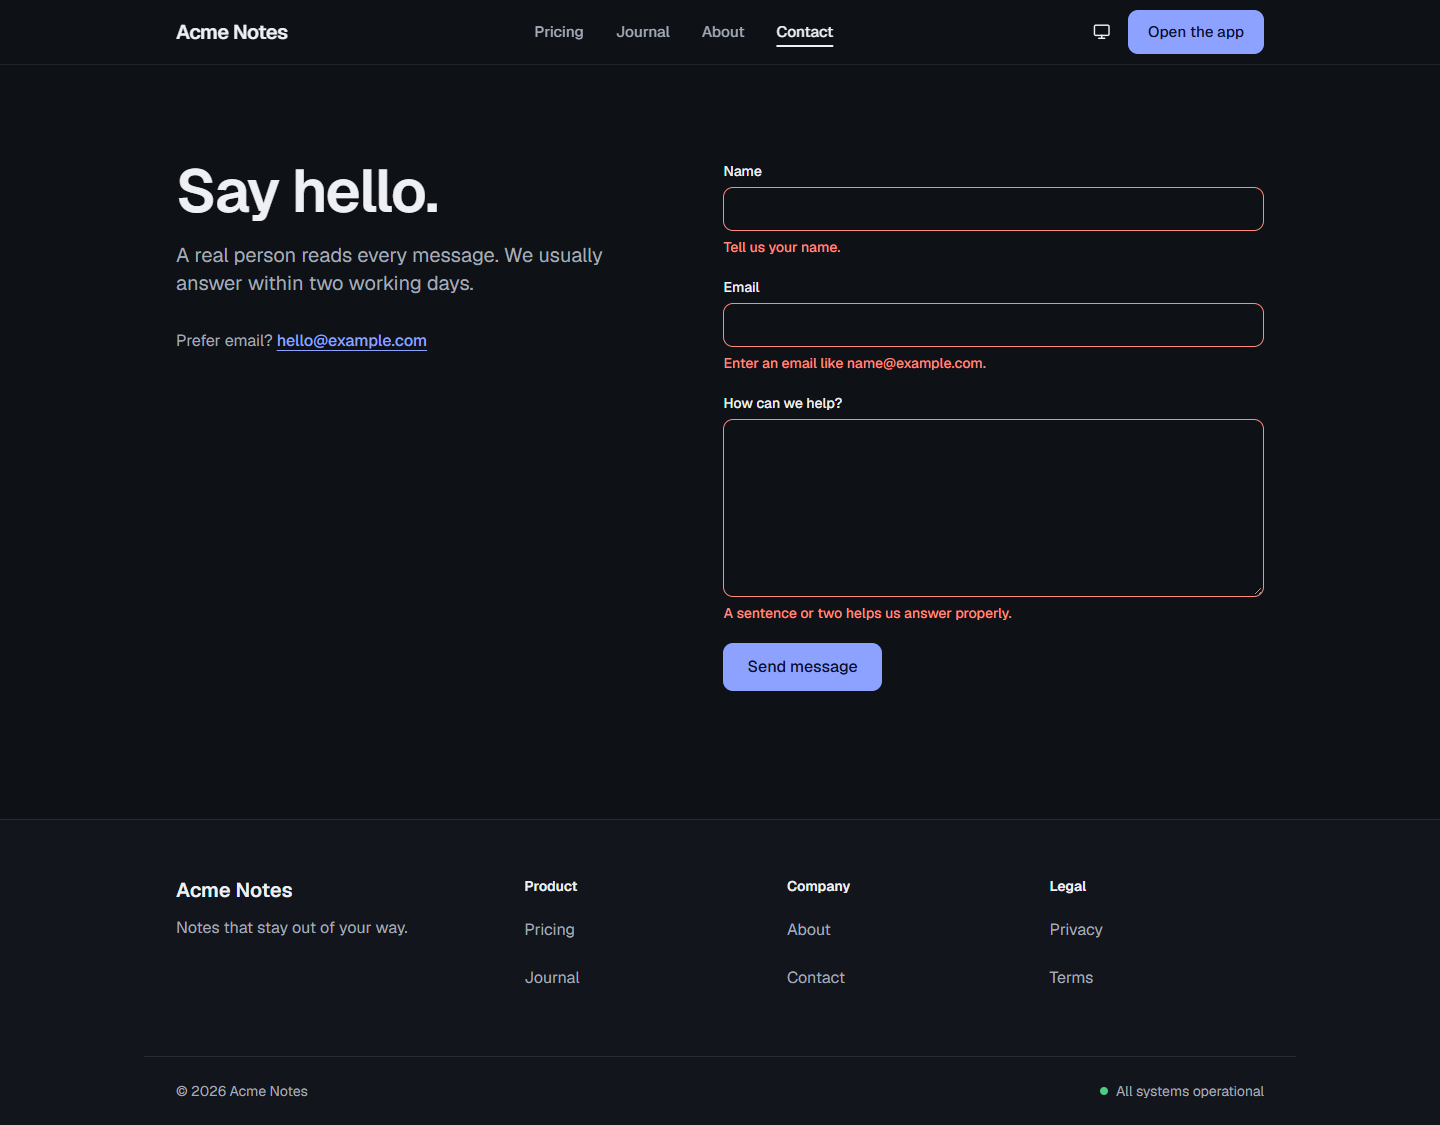 Acme Notes
Pricing
Journal
About
Contact
Open the app
Say hello.
A real person reads every message. We usually
answer within two working days.
Prefer email? hello@example.com
Name
Tell us your name.
Email
Enter an email like name@example.com.
How can we help?
A sentence or two helps us answer properly.
Send message
Acme Notes
Notes that stay out of your way.
Product
Pricing
Journal
Company
About
Contact
Legal
Privacy
Terms
© 2026 Acme Notes
All systems operational